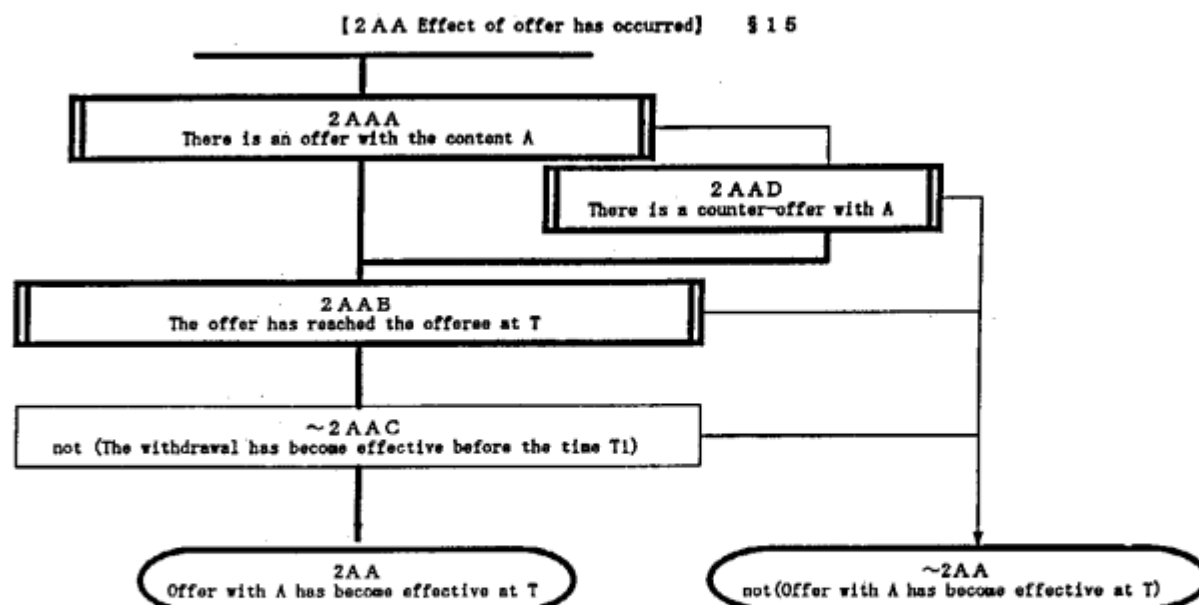 [2AA Effect of offer has occurred] §15
2AAA
There is an offer with the content A
2AAD
There is a counter-offer with A
2AAB
The offer has reached the offeree at T
~2AAC
not (The withdrawal has become effective before the time T1)
2AA
Offer with A has become effective at T
~2AA
not(Offer with A has become effective at T)